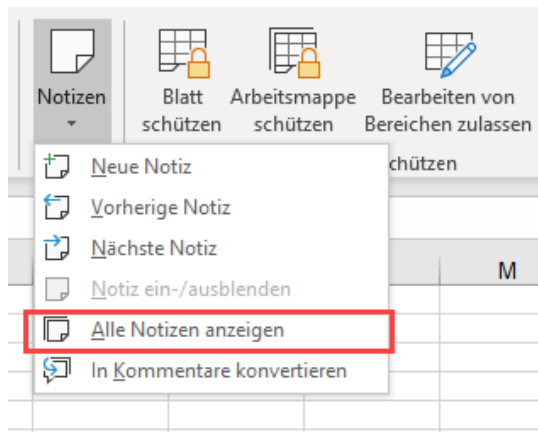 Notizen
Blatt schützen
Arbeitsmappe schützen
Bearbeiten von Bereichen zulassen
chützen
Neue Notiz
Vorherige Notiz
Nächste Notiz
Notiz ein-/ausblenden
Alle Notizen anzeigen
In Kommentare konvertieren
M